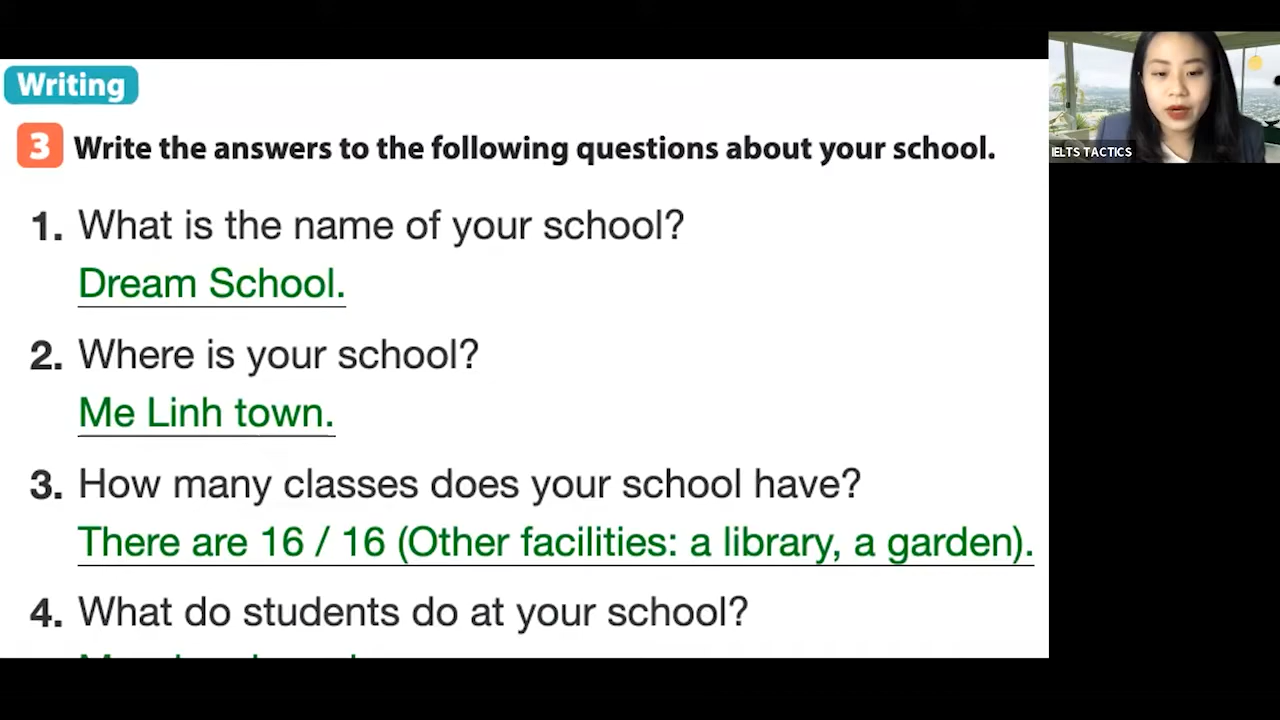 Writing
3 Write the answers to the following questions about your school.
1. What is the name of your school?
Dream School.
2. Where is your school?
Me Linh town.
3. How many classes does your school have?
There are 16 / 16 (Other facilities: a library, a garden).
4. What do students do at your school?
IELTS TACTICS